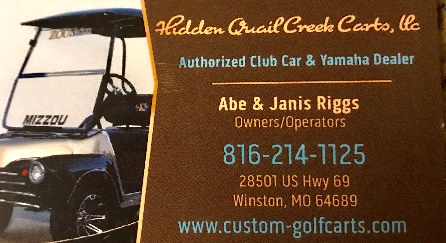 Hidden Quail Creek Carts, llc
Authorized Club Car & Yamaha Dealer
Abe & Janis Riggs
Owners/Operators
816-214-1125
28501 US Hwy 69
Winston, MO 64689
www.custom-golfcarts.com
MIZZOU